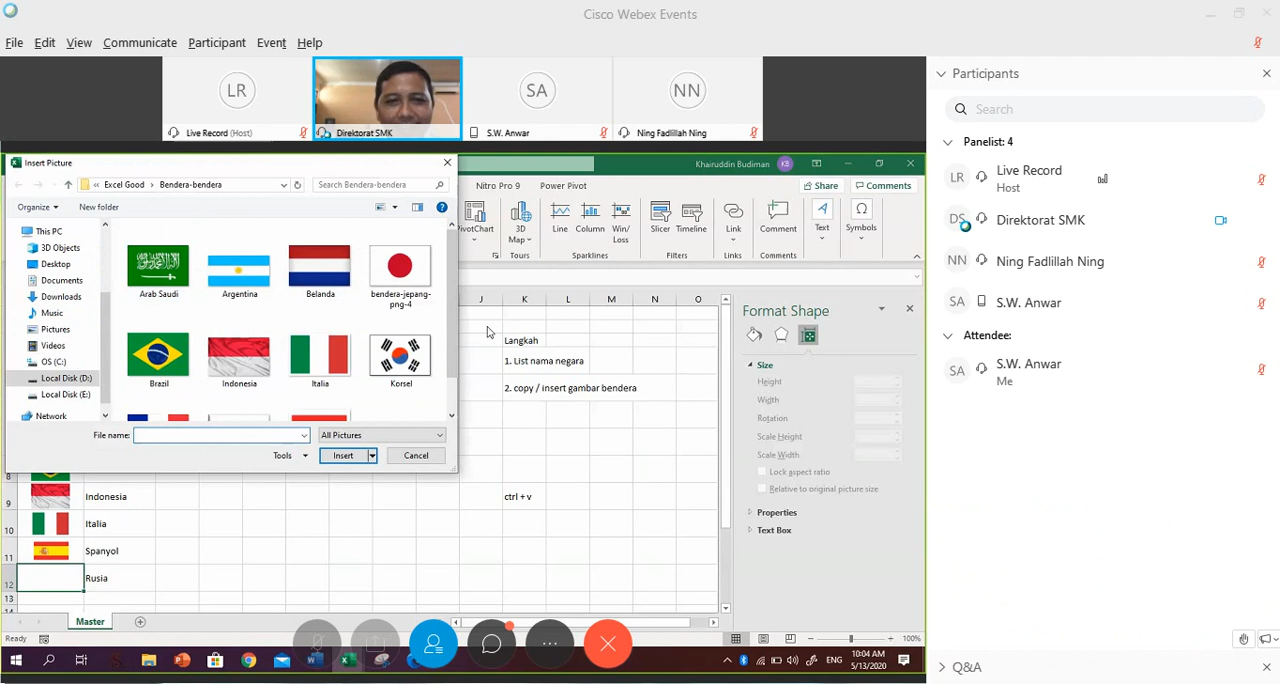 Cisco Webex Events
File Edit View Communicate Participant Event Help
LR
SA
NN
Live Record (Host)
Direktorat SMK
S.W. Anwar
Ning Fadlillah Ning
Participants
Search
Panelist: 4
LR
Live Record
Host
DS
Direktorat SMK
NN
Ning Fadlillah Ning
SA
S.W. Anwar
Attendee:
SA
S.W. Anwar
Me
Q&A
Insert Picture
Khairuddin Budiman
KB
Excel Good
Bendera-bendera
Search Bendera-bendera
Nitro Pro 9
Power Pivot
Share
Comments
Organize
New folder
This PC
3D Objects
Desktop
Documents
Downloads
Music
Pictures
Videos
OS (C:)
Local Disk (D:)
Local Disk (E:)
Network
Arab Saudi
Argentina
Belanda
bendera-jepang-
png-4
Brazil
Indonesia
Italia
Korsel
File name:
All Pictures
Tools
Insert
Cancel
PivotChart
3D
Map
Line
Column
Win/
Loss
Slicer
Timeline
Link
Comment
Text
Symbols
Tours
Sparklines
Filters
Links
Comments
J K L M N O
Langkah
1. List nama negara
2. copy / insert gambar bendera
8
9
Indonesia
ctrl + v
10
Italia
11
Spanyol
12
Rusia
13
14
Format Shape
Size
Height
Width
Rotation
Scale Height
Scale Width
Lock aspect ratio
Relative to original picture size
Properties
Text Box
Master
Ready
100%
ENG
10:04 AM
5/13/2020